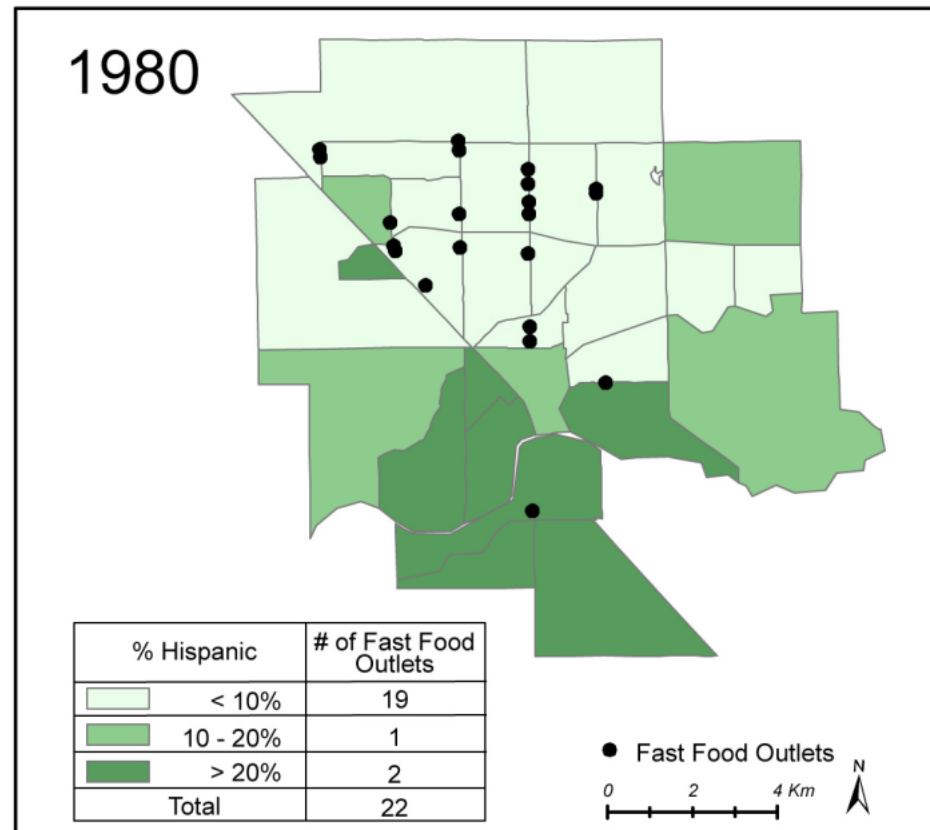 1980
% Hispanic # of Fast Food Outlets
< 10% 19
10 - 20% 1
> 20% 2
Total 22
Fast Food Outlets
N
0 2 4 Km